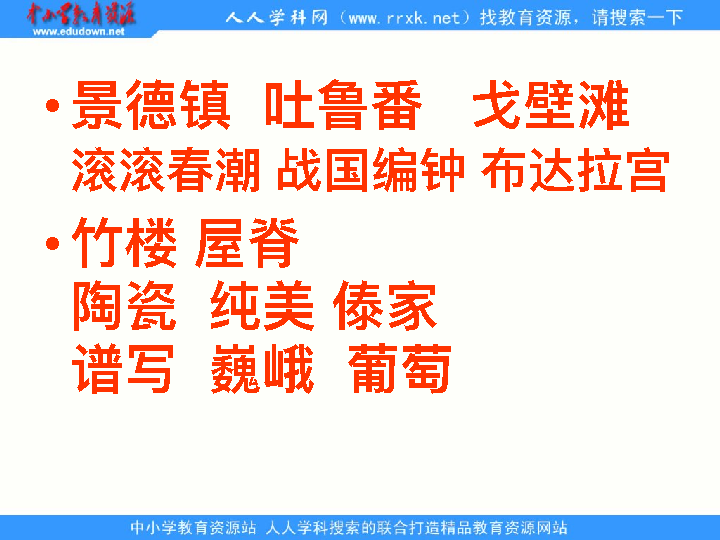 中小学教育资源
www.edudown.net
人人学科网（www.rrxk.net）找教育资源，请搜索一下
•景德镇 吐鲁番 戈壁滩
滚滚春潮 战国编钟 布达拉宫
•竹楼 屋脊
陶瓷 纯美 傣家
谱写 巍峨 葡萄
中小学教育资源站 人人学科搜索的联合打造精品教育资源网站